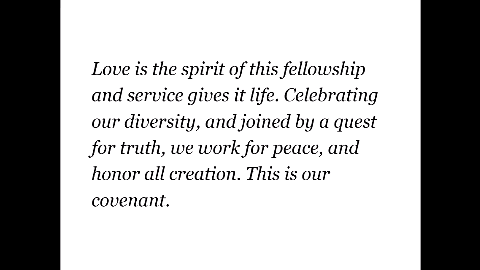 Love is the spirit of this fellowship
and service gives it life. Celebrating
our diversity, and joined by a quest
for truth, we work for peace, and
honor all creation. This is our
covenant.